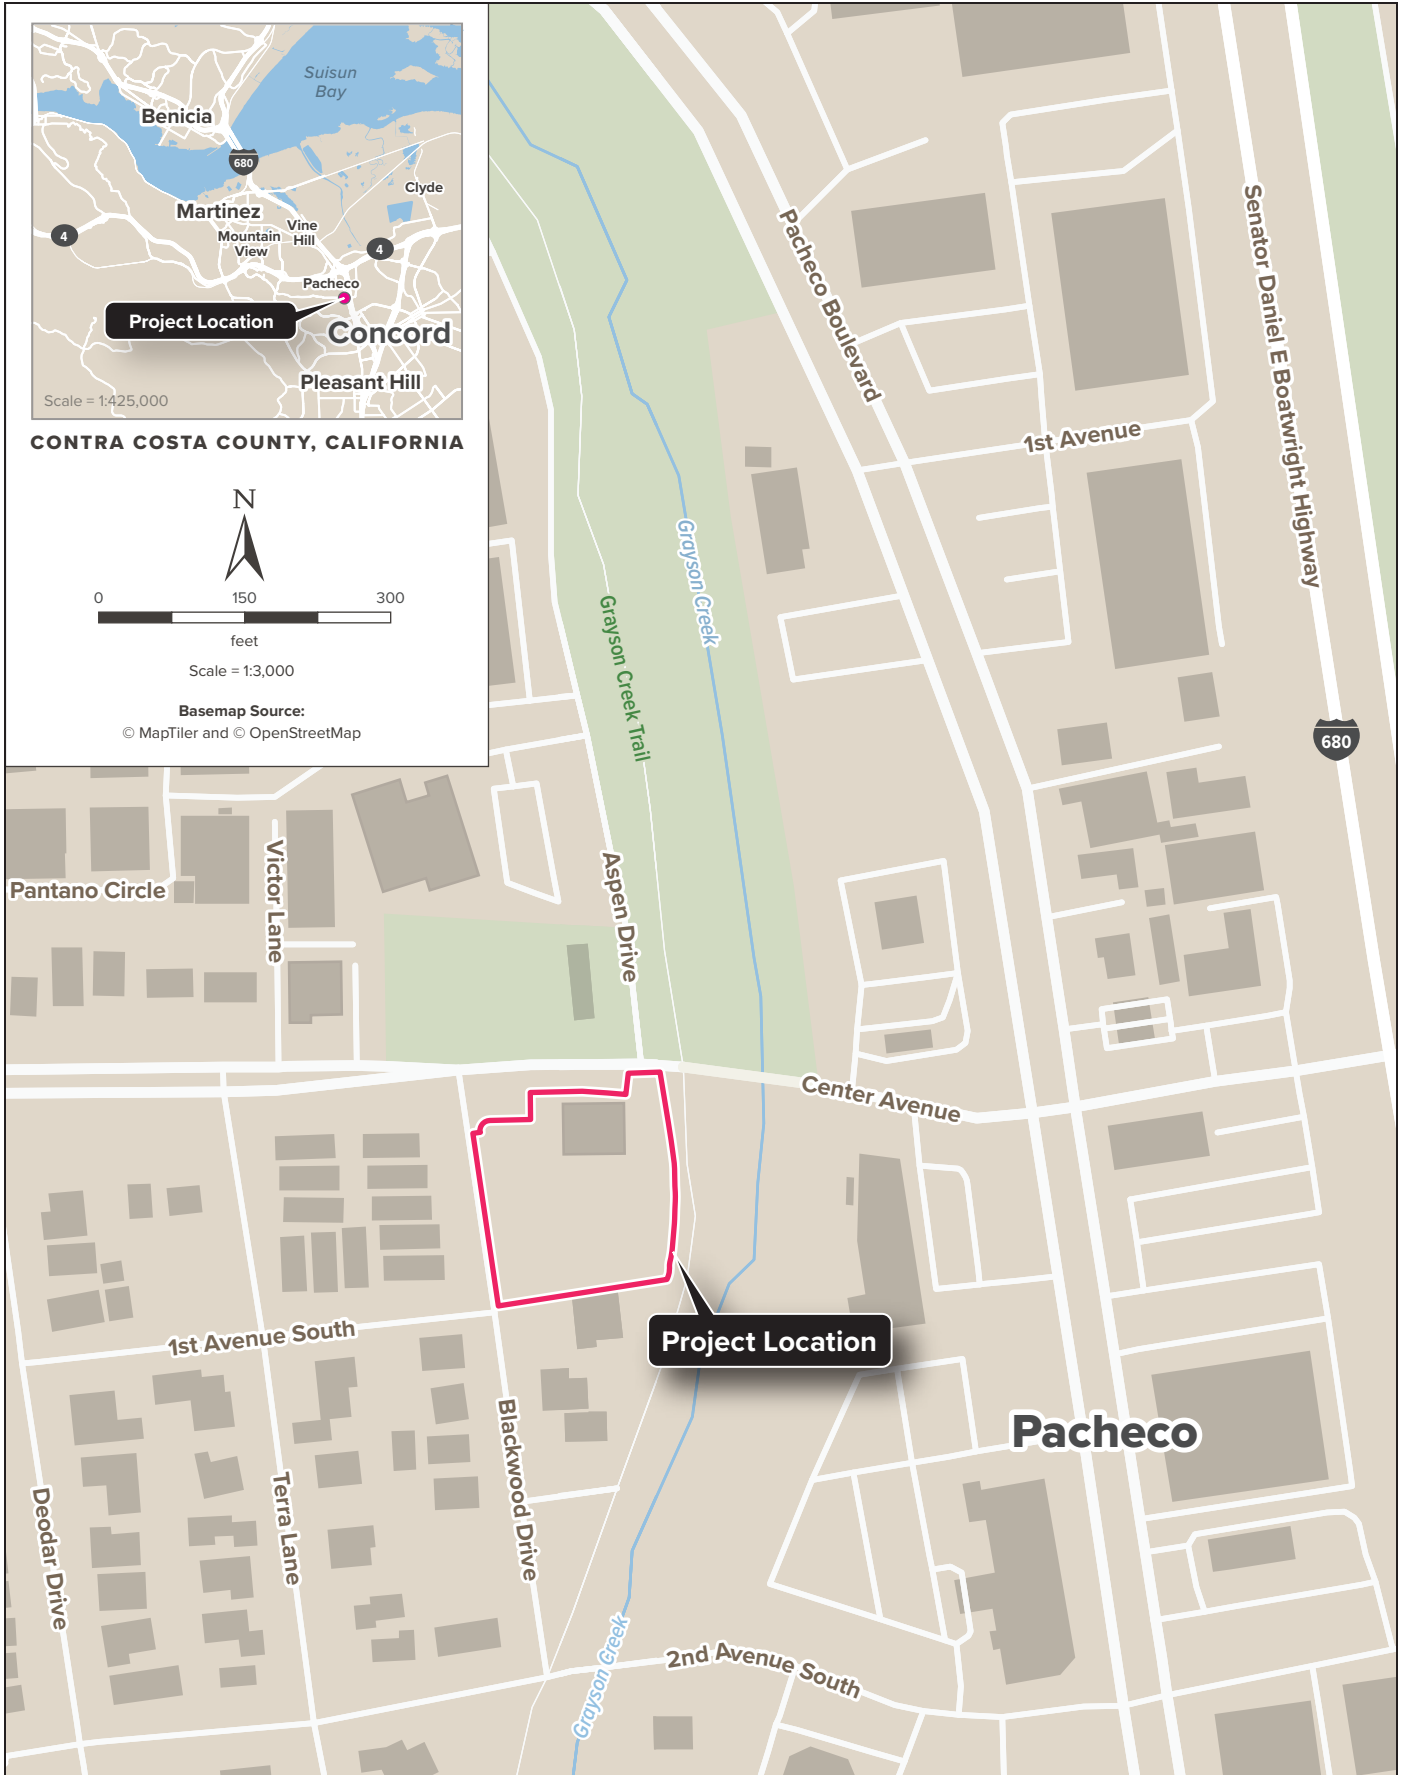 Suisun
Bay
Benicia
680
Clyde
Martinez
Vine
Hill
Mountain
View
4
4
Pacheco
Project Location
Concord
Pleasant Hill
Scale = 1:425,000
CONTRA COSTA COUNTY, CALIFORNIA
N
0 150 300
feet
Scale = 1:3,000
Basemap Source:
© MapTiler and © OpenStreetMap
Pacheco Boulevard
Senator Daniel E Boatwright Highway
1st Avenue
Grayson Creek
Grayson Creek Trail
680
Victor Lane
Pantano Circle
Aspen Drive
Center Avenue
Project Location
1st Avenue South
Pacheco
Blackwood Drive
Terra Lane
Deodar Drive
Grayson Creek
2nd Avenue South